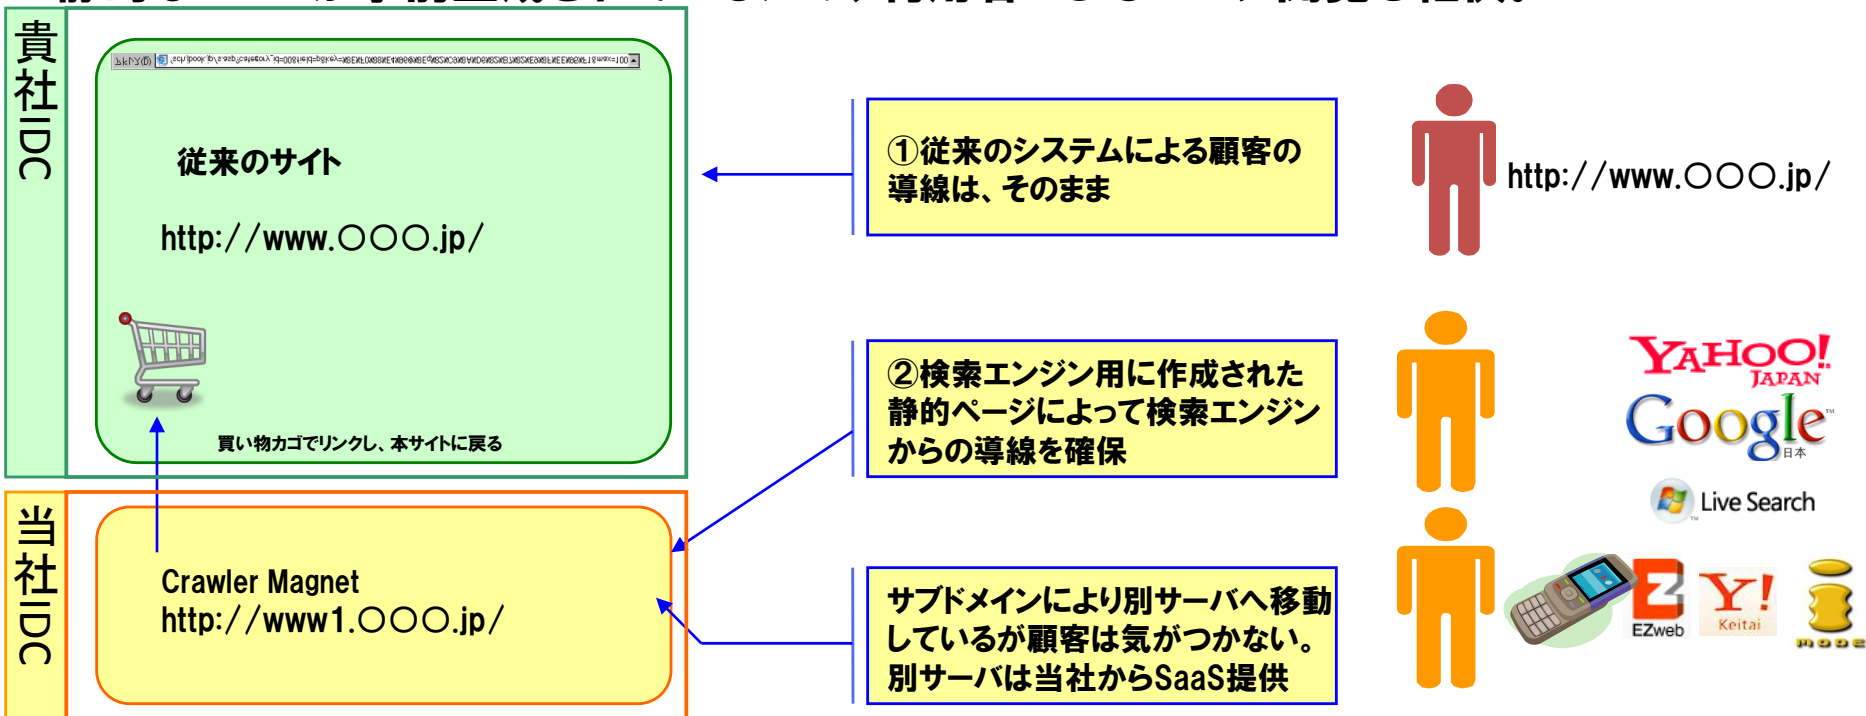 貴社IDC
従来のサイト
http://www.〇〇〇.jp/
買い物カゴでリンクし、本サイトに戻る
①従来のシステムによる顧客の
導線は、そのまま
http://www.〇〇〇.jp/
②検索エンジン用に作成された
静的ページによって検索エンジン
からの導線を確保
YAHOO!
JAPAN
Google™
日本
Live Search
当社IDC
Crawler Magnet
http://www1.〇〇〇.jp/
サブドメインにより別サーバへ移動
しているが顧客は気がつかない。
別サーバは当社からSaaS提供
EZ
EZweb
Y!
Keitai
i
MODE